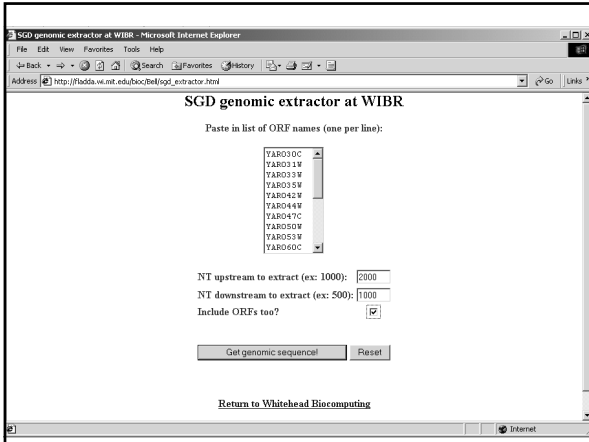 SGD genomic extractor at WIBR - Microsoft Internet Explorer
File Edit View Favorites Tools Help
Back Search Favorites History
Address http://fladda.wi.mit.edu/bioc/Bell/sgd_extractor.html Go Links
SGD genomic extractor at WIBR
Paste in list of ORF names (one per line):
YAR030C
YAR031W
YAR033W
YAR035W
YAR042W
YAR044W
YAR047C
YAR050W
YAR053W
YAR060C
NT upstream to extract (ex: 1000): 2000
NT downstream to extract (ex: 500): 1000
Include ORFs too?
Get genomic sequence! Reset
Return to Whitehead Biocomputing
Internet